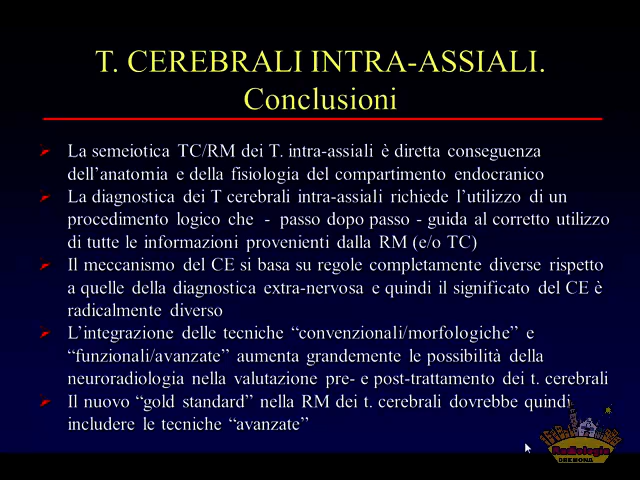 T. CEREBRALI INTRA-ASSIALI.
Conclusioni
La semeiotica TC/RM dei T. intra-assiali è diretta conseguenza
dell'anatomia e della fisiologia del compartimento endocranico
La diagnostica dei T cerebrali intra-assiali richiede l'utilizzo di un
procedimento logico che - passo dopo passo - guida al corretto utilizzo
di tutte le informazioni provenienti dalla RM (e/o TC)
Il meccanismo del CE si basa su regole completamente diverse rispetto
a quelle della diagnostica extra-nervosa e quindi il significato del CE è
radicalmente diverso
L'integrazione delle tecniche “convenzionali/morfologiche” e
“funzionali/avanzate” aumenta grandemente le possibilità della
neuroradiologia nella valutazione pre- e post-trattamento dei t. cerebrali
Il nuovo “gold standard” nella RM dei t. cerebrali dovrebbe quindi
includere le tecniche “avanzate”
Radiologia
CREMONA